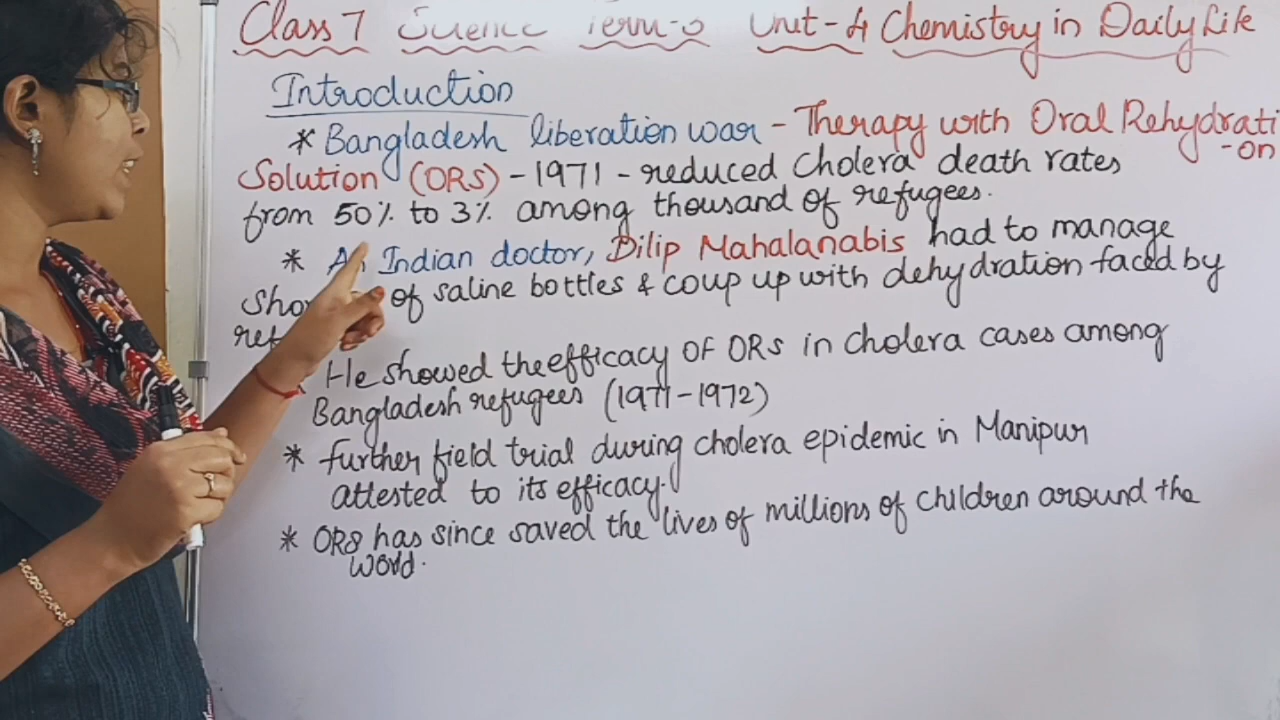 Class 7 Science Term-3 Unit-4 Chemistry in Daily Life
Introduction
* Bangladesh liberation war - Therapy with Oral Rehydrati
-on
Solution (ORS) - 1971 - reduced Cholera death rates
from 50% to 3% among thousand of refugees.
* An Indian doctor, Dilip Mahalanabis had to manage
of saline bottles & coup up with dehydration faced by
He showed the efficacy OF ORS in cholera cases among
Bangladesh refugees (1971-1972)
* further field trial during cholera epidemic in Manipur
attested to its efficacy.
* ORS has since saved the lives of millions of children around the
world.